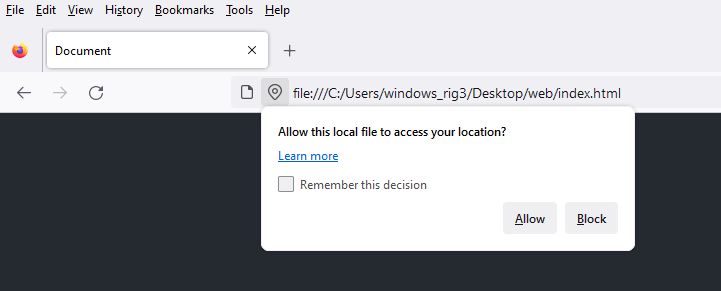 File Edit View History Bookmarks Tools Help
Document
file:///C:/Users/windows_rig3/Desktop/web/index.html
Allow this local file to access your location?
Learn more
Remember this decision
Allow Block